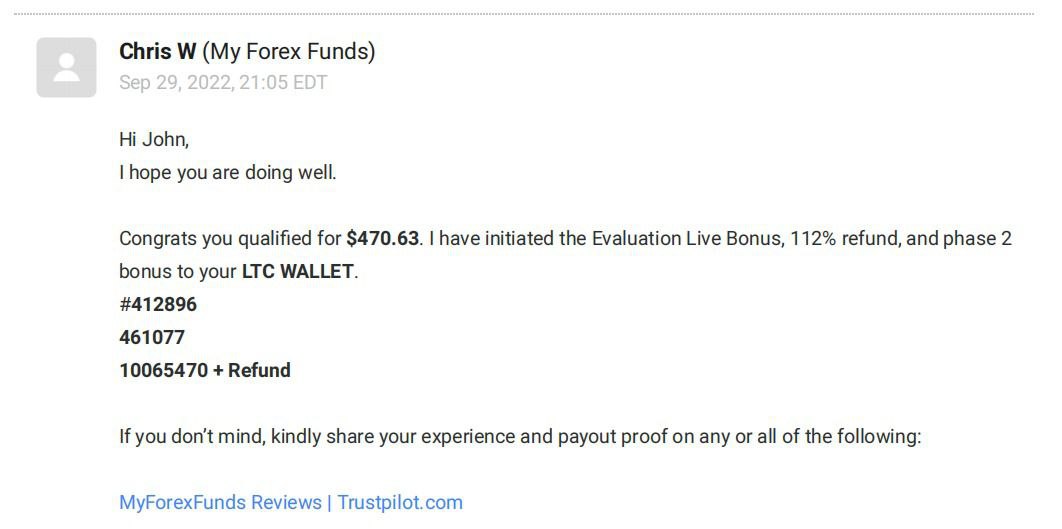 Chris W (My Forex Funds)
Sep 29, 2022, 21:05 EDT
Hi John,
I hope you are doing well.
Congrats you qualified for $470.63. I have initiated the Evaluation Live Bonus, 112% refund, and phase 2
bonus to your LTC WALLET.
#412896
461077
10065470 + Refund
If you don’t mind, kindly share your experience and payout proof on any or all of the following:
MyForexFunds Reviews | Trustpilot.com